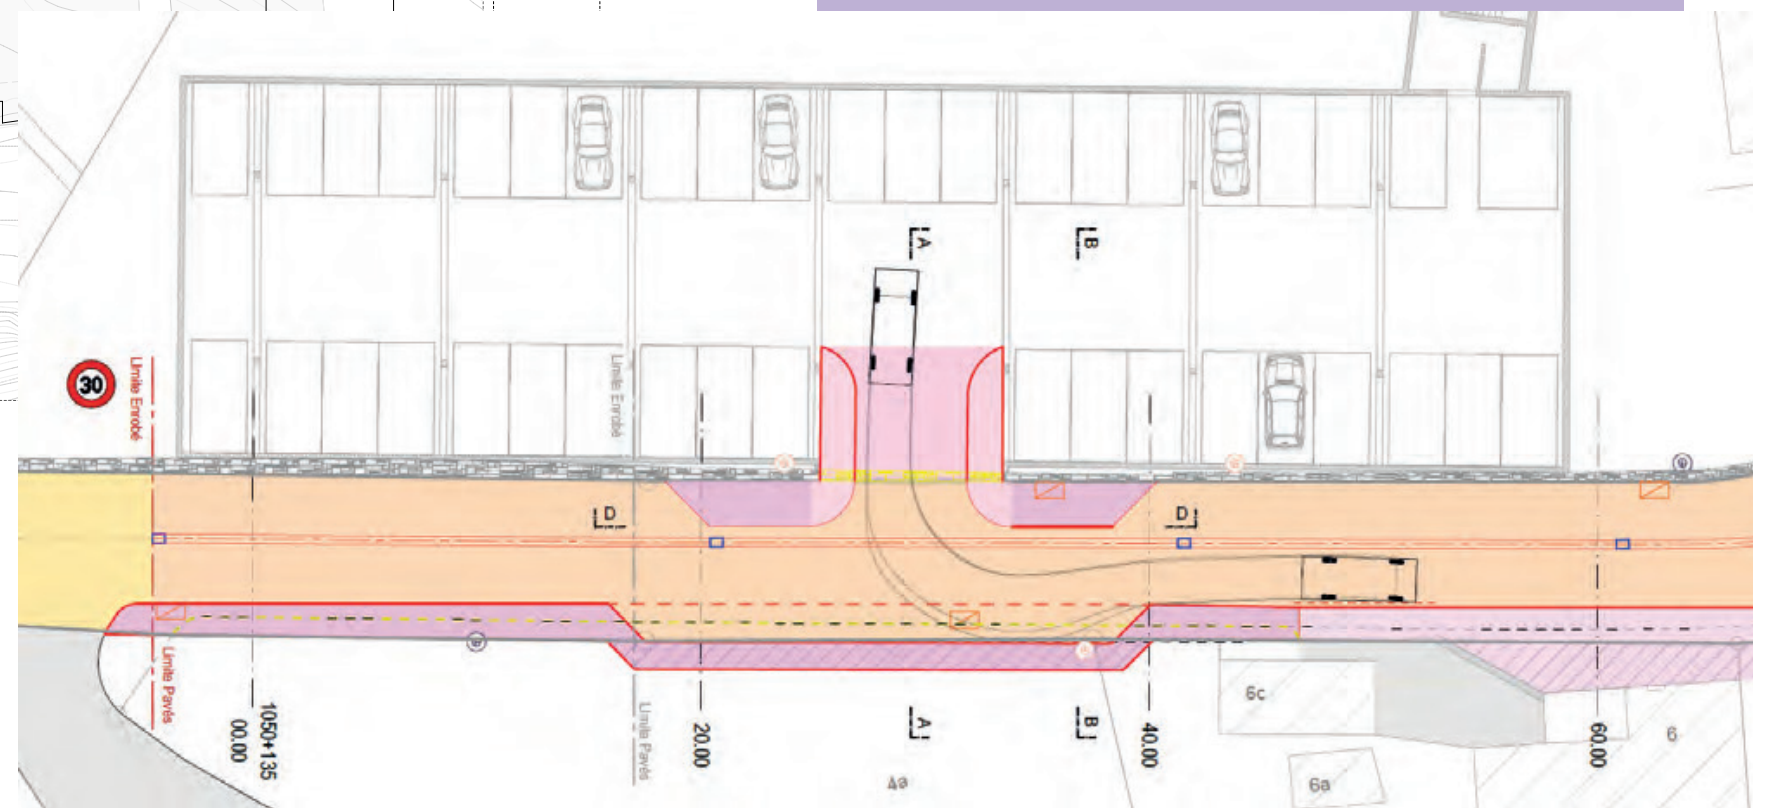 A
B
30
Limite Enrobé
Limite Enrobé
D
D
Limite Pavés
1050+135
00.00
Limite Pavés
20.00
A
B
40.00
60.00
6c
6
6a